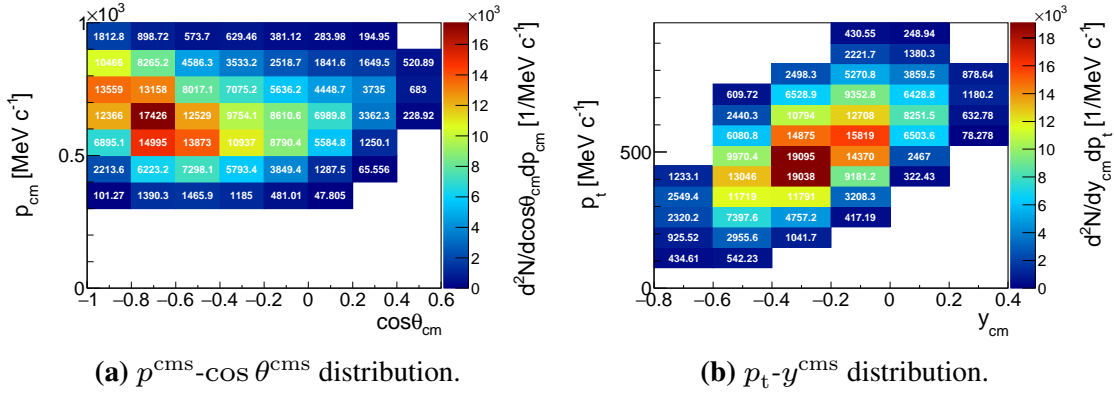 1×10³
×10³
1812.8 898.72 573.7 629.46 381.12 283.98 194.95
10466 8265.2 4586.3 3533.2 2518.7 1841.6 1649.5 520.89
13559 13158 8017.1 7075.2 5636.2 4448.7 3735 683
12366 17426 12529 9754.1 8610.6 6989.8 3362.3 228.92
6895.1 14995 13873 10937 8790.4 5584.8 1250.1
2213.6 6223.2 7298.1 5793.4 3849.4 1287.5 65.556
101.27 1390.3 1465.9 1185 481.01 47.805
0.5
0
−1 −0.8 −0.6 −0.4 −0.2 0 0.2 0.4 0.6
cosθcm
pcm [MeV c⁻¹]
16
14
12
10
8
6
4
2
0
d²N/dcosθcmdpcm [1/MeV c⁻¹]
(a) pᶜᵐˢ-cos θᶜᵐˢ distribution.
×10³
430.55 248.94
2221.7 1380.3
2498.3 5270.8 3859.5 878.64
609.72 6528.9 9352.8 6428.8 1180.2
2440.3 10794 12708 8251.5 632.78
6080.8 14875 15819 6503.6 78.278
9970.4 19095 14370 2467
1233.1 13046 19038 9181.2 322.43
2549.4 11719 11791 3208.3
2320.2 7397.6 4757.2 417.19
925.52 2955.6 1041.7
434.61 542.23
500
0
−0.8 −0.6 −0.4 −0.2 0 0.2 0.4
ycm
pt [MeV c⁻¹]
18
16
14
12
10
8
6
4
2
0
d²N/dycmdpt [1/MeV c⁻¹]
(b) pt-yᶜᵐˢ distribution.